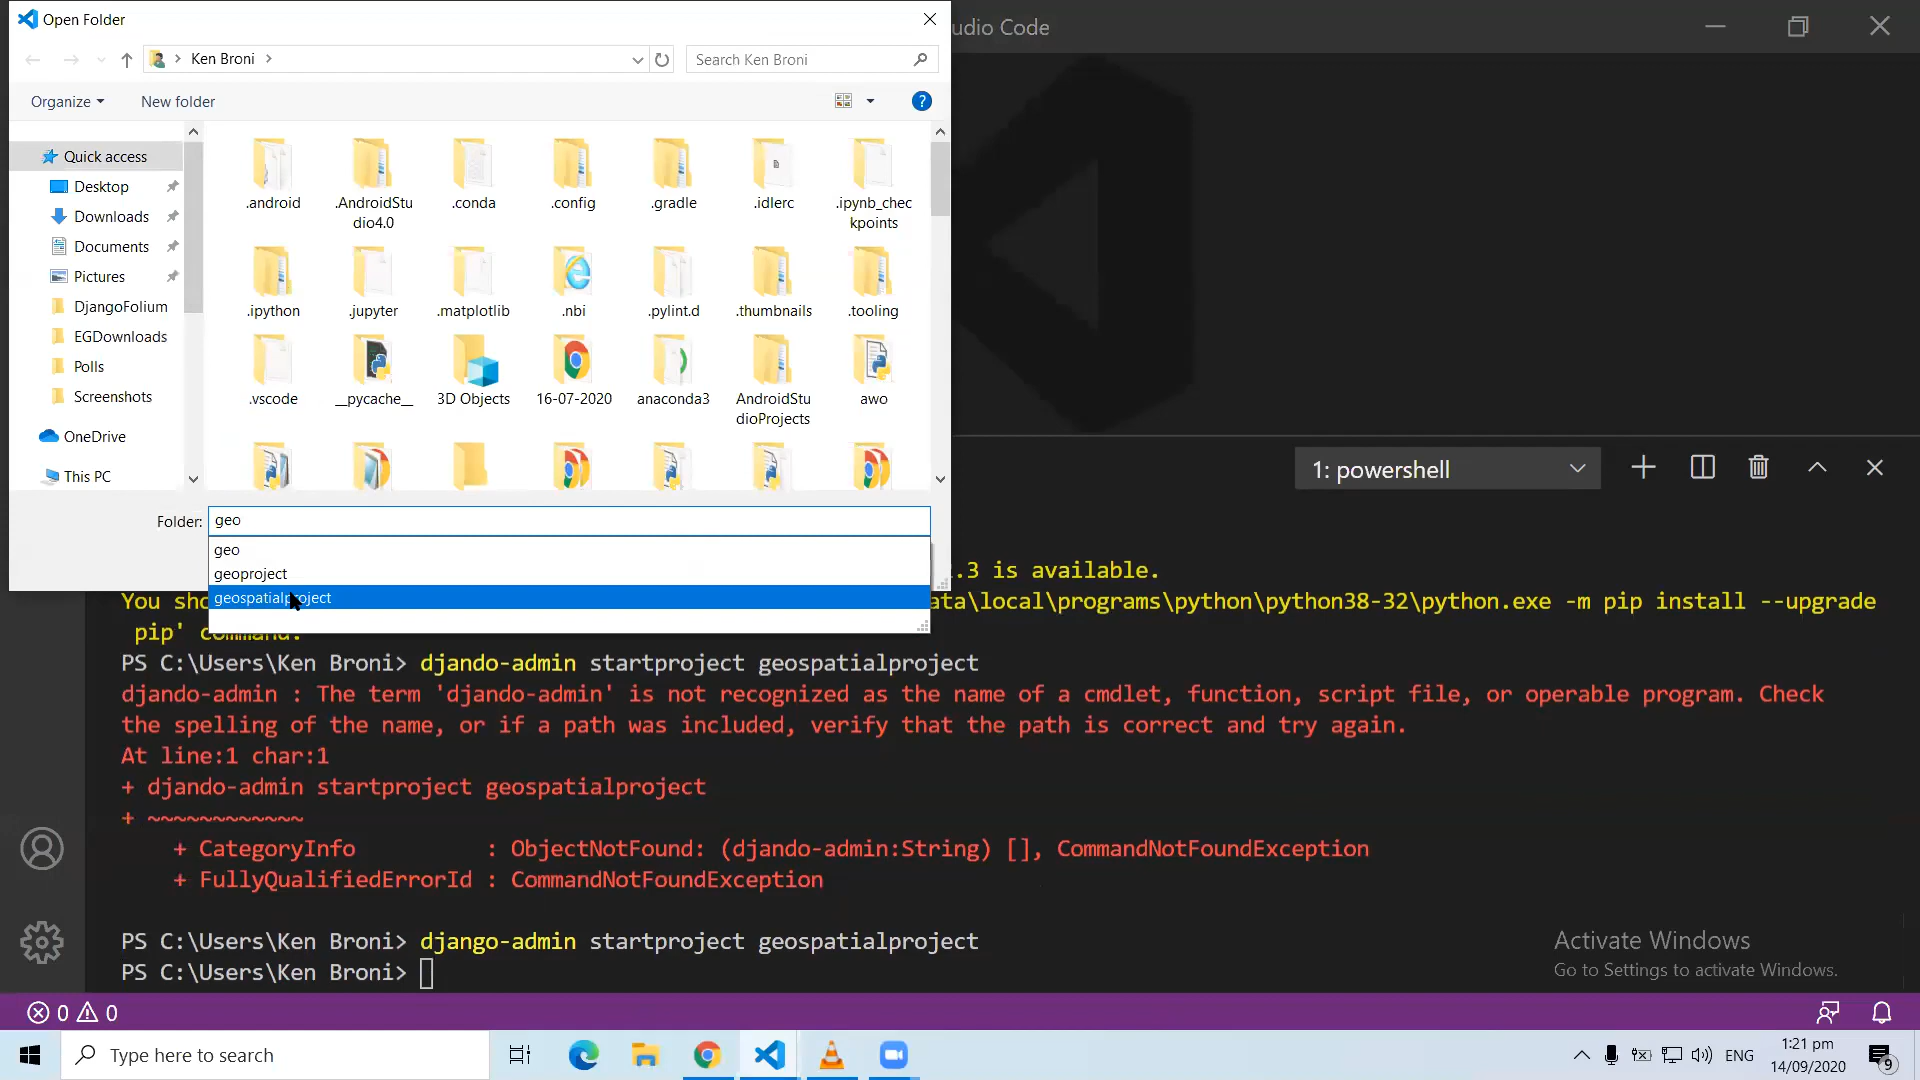 Open Folder
udio Code
Ken Broni
Search Ken Broni
Organize
New folder
Quick access
Desktop
Downloads
Documents
Pictures
DjangoFolium
EGDownloads
Polls
Screenshots
OneDrive
This PC
.android
.AndroidStu
dio4.0
.conda
.config
.gradle
.idlerc
.ipynb_chec
kpoints
.ipython
.jupyter
.matplotlib
.nbi
.pylint.d
.thumbnails
.tooling
.vscode
__pycache__
3D Objects
16-07-2020
anaconda3
AndroidStu
dioProjects
awo
Folder: geo
geo
geoproject
geospatialproject
1: powershell
.3 is available.
You sho
ata\local\programs\python\python38-32\python.exe -m pip install --upgrade
pip' command.
PS C:\Users\Ken Broni> djando-admin startproject geospatialproject
djando-admin : The term 'djando-admin' is not recognized as the name of a cmdlet, function, script file, or operable program. Check
the spelling of the name, or if a path was included, verify that the path is correct and try again.
At line:1 char:1
+ djando-admin startproject geospatialproject
+ ~~~~~~~~~~~~
+ CategoryInfo : ObjectNotFound: (djando-admin:String) [], CommandNotFoundException
+ FullyQualifiedErrorId : CommandNotFoundException
PS C:\Users\Ken Broni> django-admin startproject geospatialproject
PS C:\Users\Ken Broni>
Activate Windows
Go to Settings to activate Windows.
0 0
Type here to search
ENG
1:21 pm
14/09/2020
9